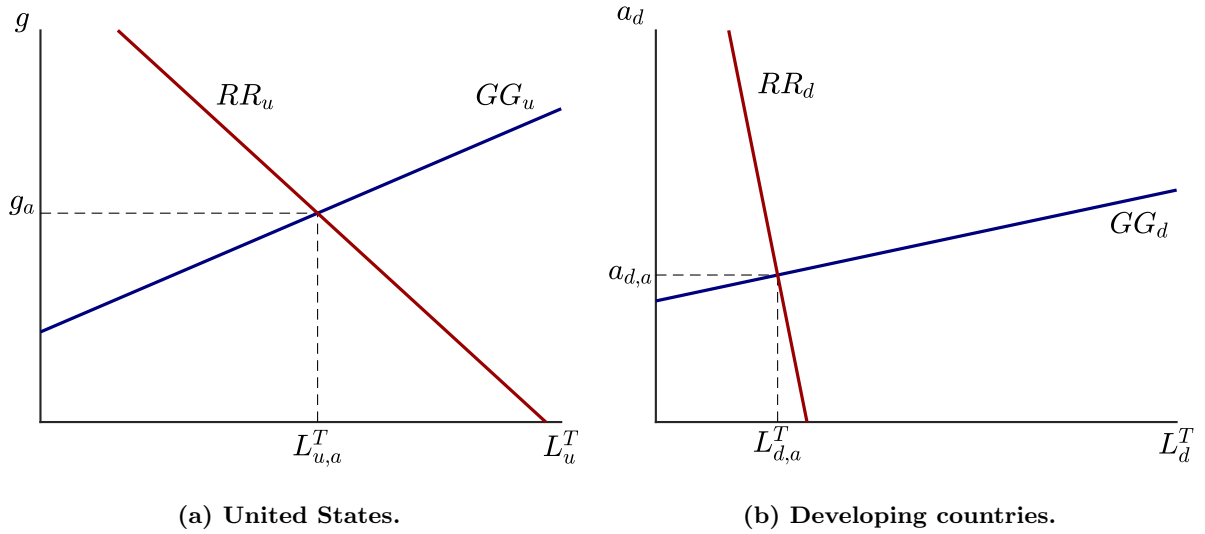 g
RR_u
GG_u
g_a
L^T_{u,a}
L^T_u
(a) United States.
a_d
RR_d
GG_d
a_{d,a}
L^T_{d,a}
L^T_d
(b) Developing countries.